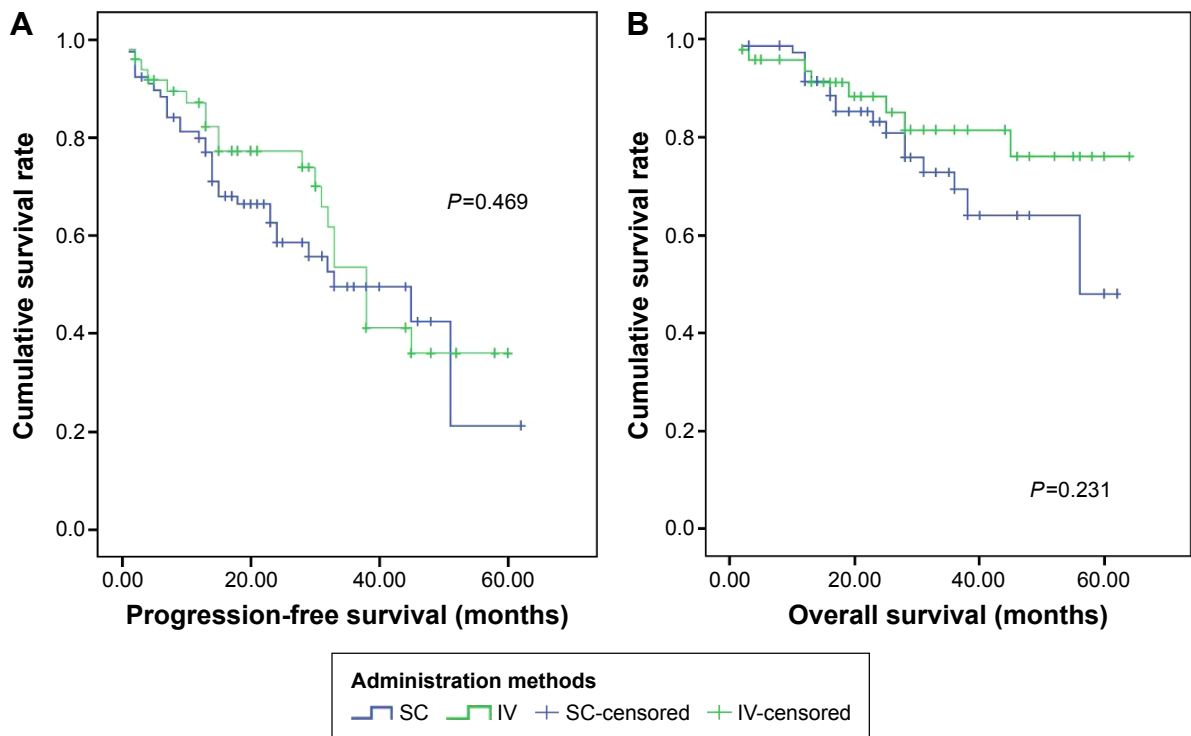 A
Cumulative survival rate
1.0
0.8
0.6
0.4
0.2
0.0
P=0.469
0.00 20.00 40.00 60.00
Progression-free survival (months)
B
Cumulative survival rate
1.0
0.8
0.6
0.4
0.2
0.0
P=0.231
0.00 20.00 40.00 60.00
Overall survival (months)
Administration methods
SC IV SC-censored IV-censored